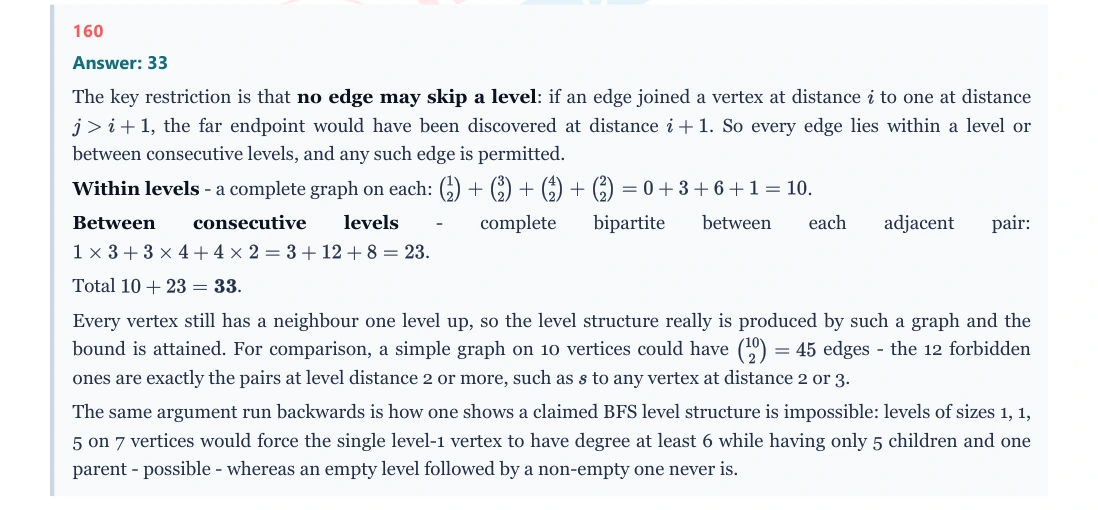 160
Answer: 33
The key restriction is that no edge may skip a level: if an edge joined a vertex at distance i to one at distance
j > i + 1, the far endpoint would have been discovered at distance i + 1. So every edge lies within a level or
between consecutive levels, and any such edge is permitted.
Within levels - a complete graph on each: \binom{1}{2} + \binom{3}{2} + \binom{4}{2} + \binom{2}{2} = 0 + 3 + 6 + 1 = 10.
Between consecutive levels - complete bipartite between each adjacent pair:
1 × 3 + 3 × 4 + 4 × 2 = 3 + 12 + 8 = 23.
Total 10 + 23 = 33.
Every vertex still has a neighbour one level up, so the level structure really is produced by such a graph and the
bound is attained. For comparison, a simple graph on 10 vertices could have \binom{10}{2} = 45 edges - the 12 forbidden
ones are exactly the pairs at level distance 2 or more, such as s to any vertex at distance 2 or 3.
The same argument run backwards is how one shows a claimed BFS level structure is impossible: levels of sizes 1, 1,
5 on 7 vertices would force the single level-1 vertex to have degree at least 6 while having only 5 children and one
parent - possible - whereas an empty level followed by a non-empty one never is.